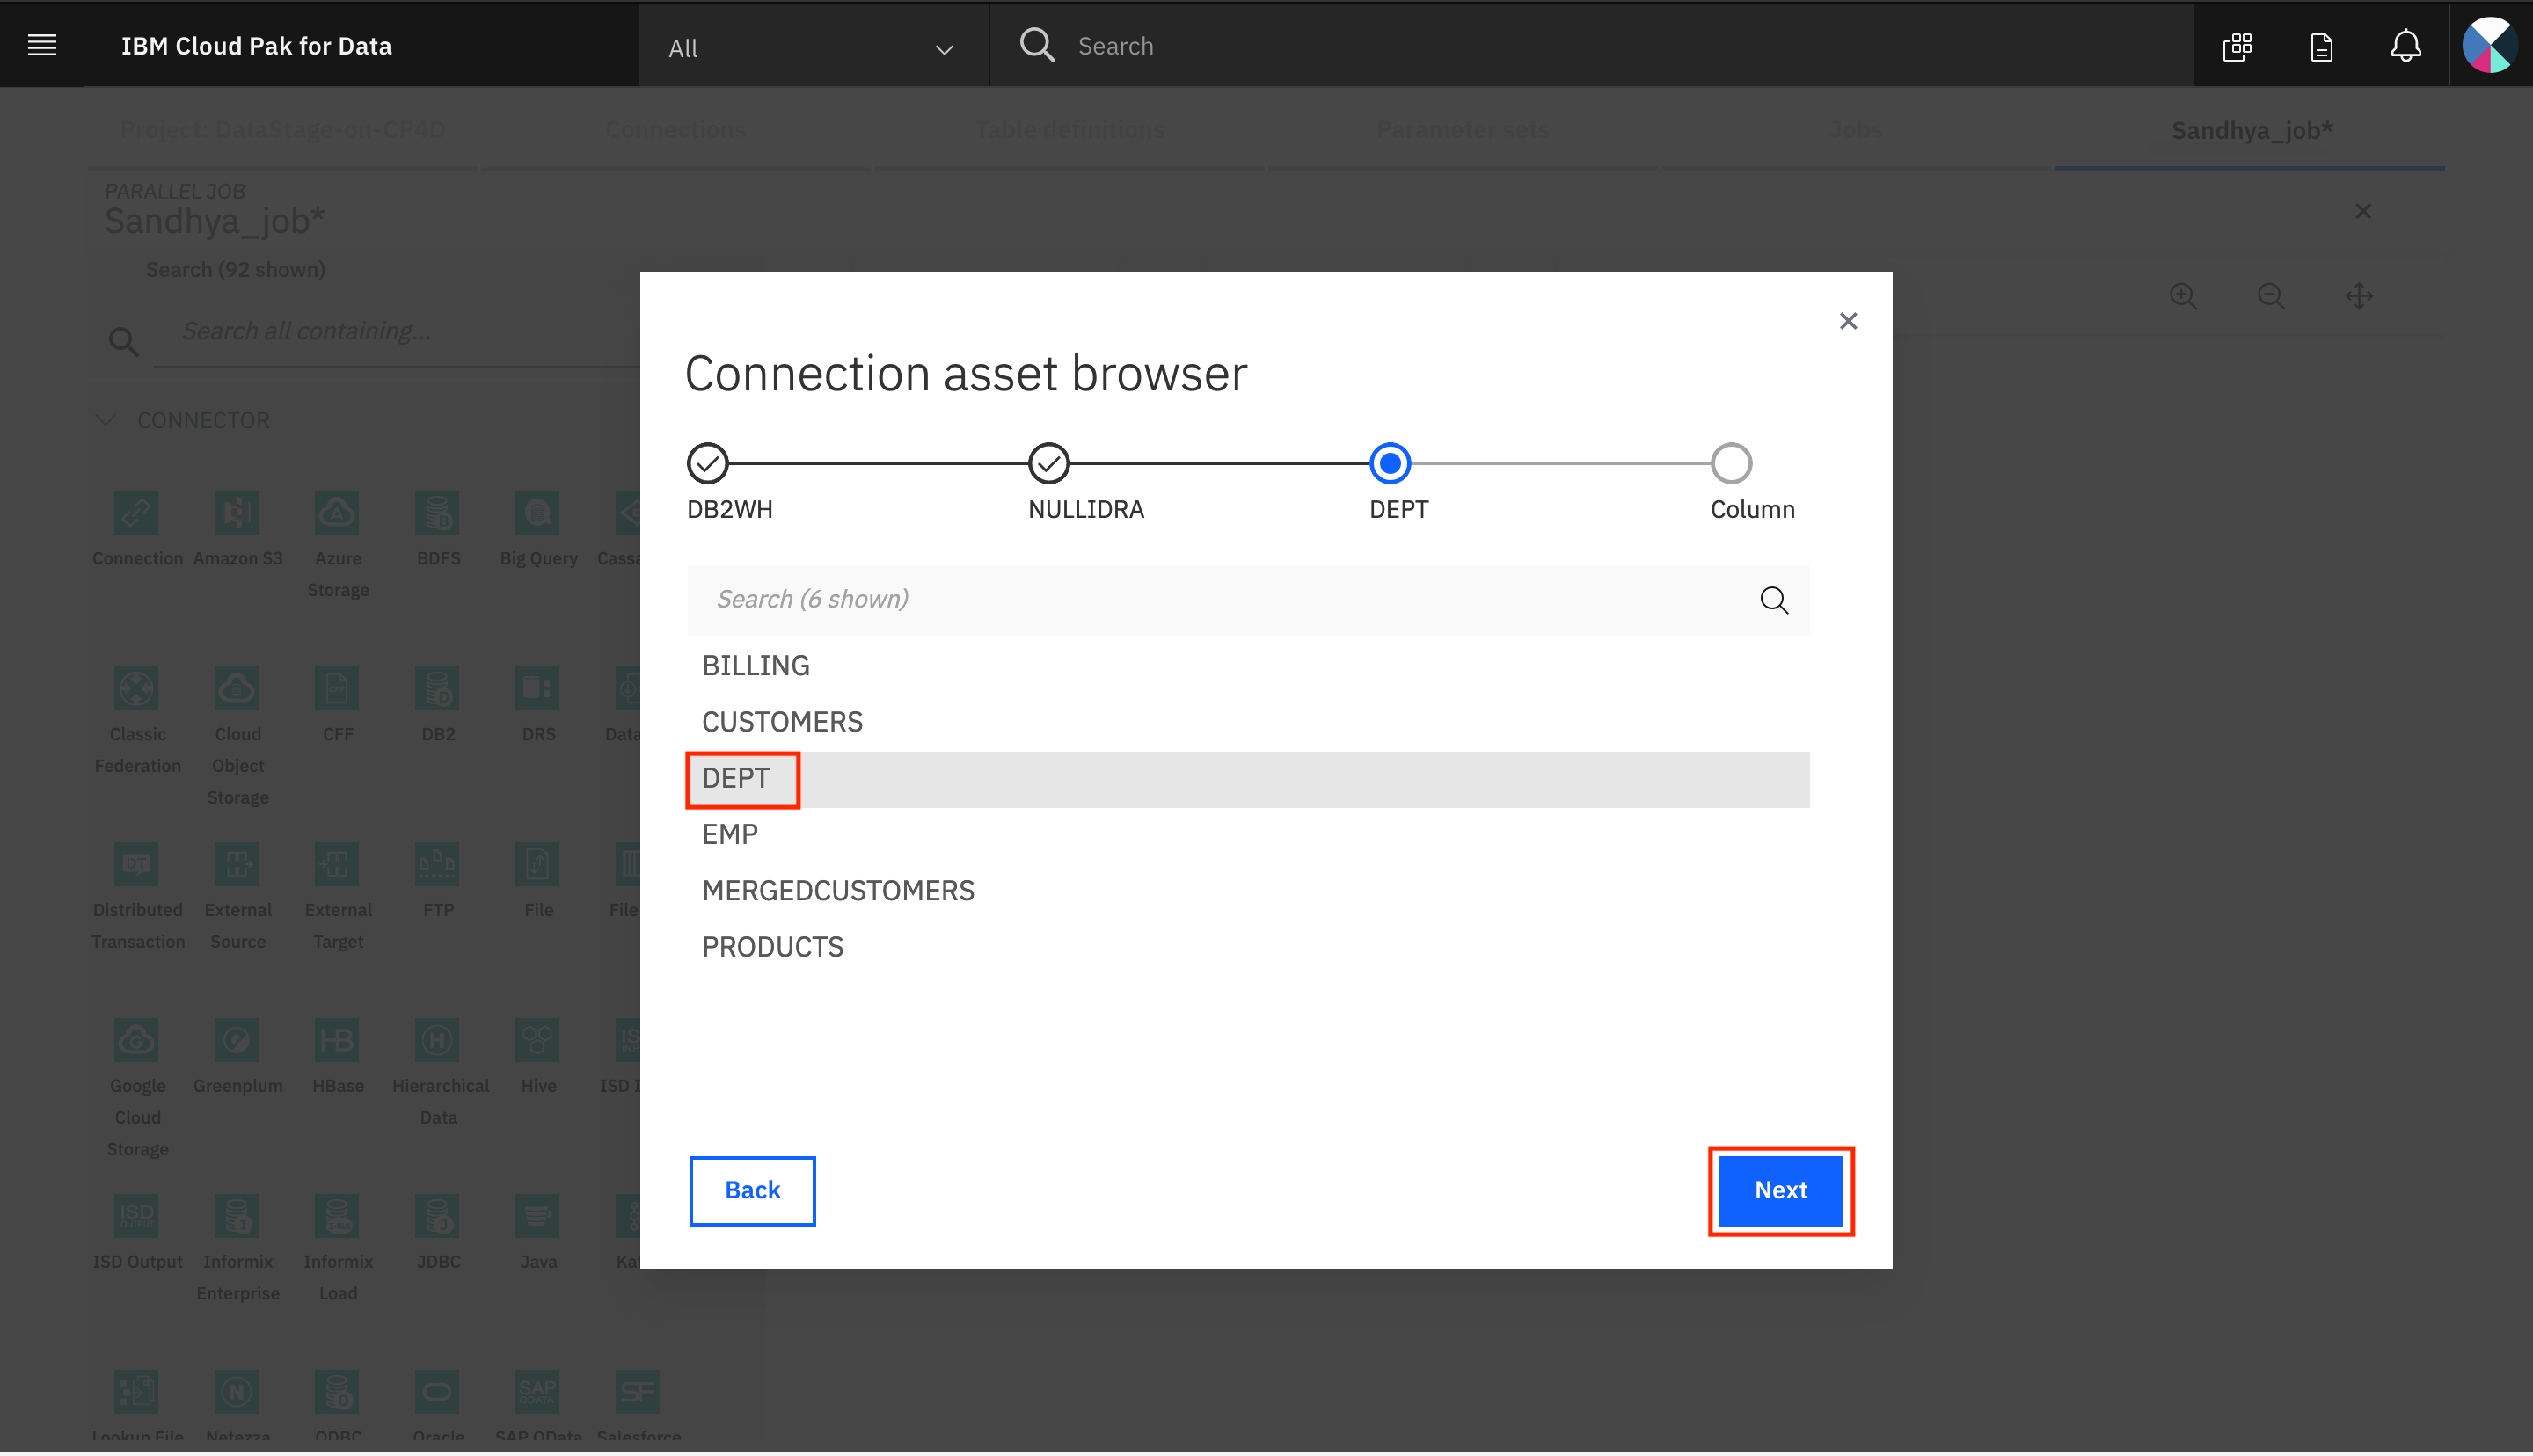 IBM Cloud Pak for Data
All
Search
Project: DataStage-on-CP4D
Connections
Table definitions
Parameter sets
Jobs
Sandhya_job*
PARALLEL JOB
Sandhya_job*
Search (92 shown)
Search all containing...
CONNECTOR
Connection
Amazon S3
Azure
Storage
BDFS
Big Query
Classic
Federation
Cloud
Object
Storage
CFF
DB2
DRS
Data
Distributed
Transaction
External
Source
External
Target
FTP
File
File
Google
Cloud
Storage
Greenplum
HBase
Hierarchical
Data
Hive
ISD
ISD Output
Informix
Enterprise
Informix
Load
JDBC
Java
Lookup File
Netezza
ODBC
Oracle
SAP OData
Salesforce
Connection asset browser
DB2WH
NULLIDRA
DEPT
Column
Search (6 shown)
BILLING
CUSTOMERS
DEPT
EMP
MERGEDCUSTOMERS
PRODUCTS
Back
Next